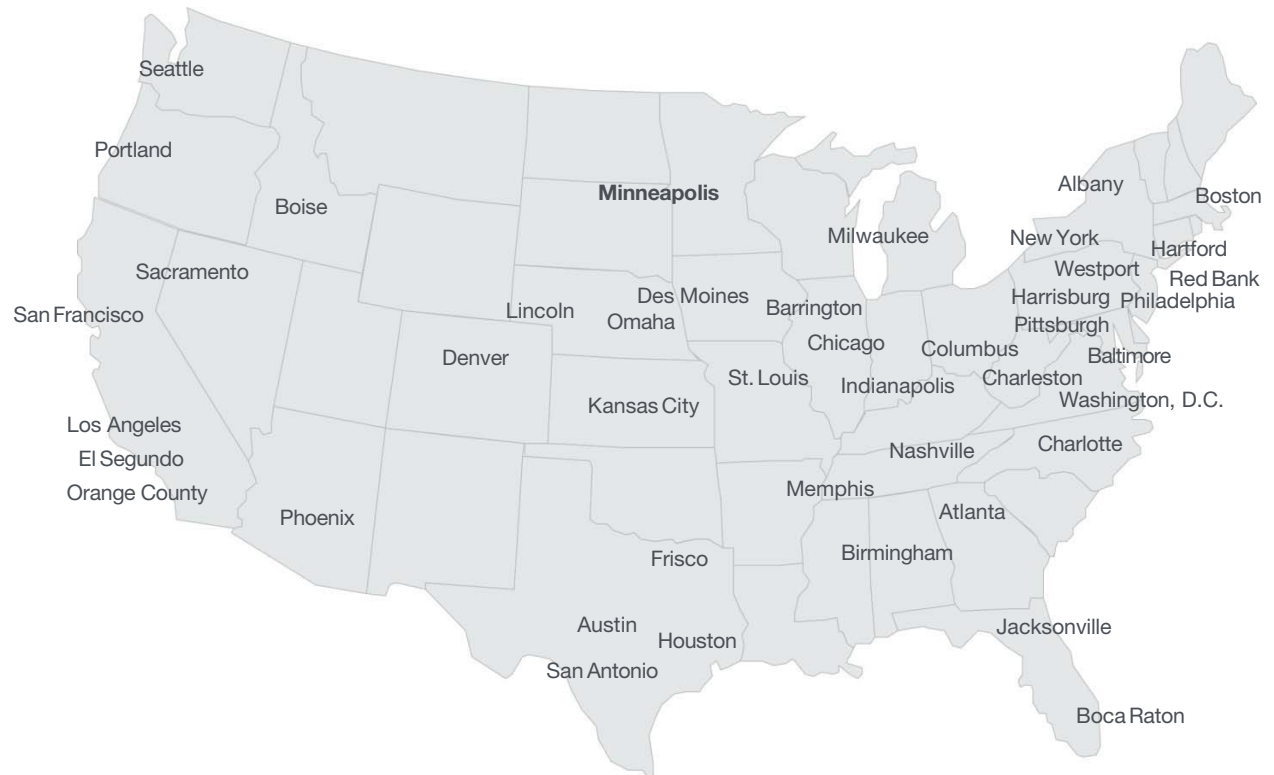 Seattle
Portland
Boise
Minneapolis
Albany
Boston
Milwaukee
New York
Hartford
Sacramento
Westport
Red Bank
San Francisco
Lincoln
Des Moines
Omaha
Barrington
Harrisburg
Philadelphia
Pittsburgh
Denver
Chicago
Columbus
Baltimore
St. Louis
Indianapolis
Charleston
Washington, D.C.
Kansas City
Los Angeles
Nashville
Charlotte
El Segundo
Orange County
Memphis
Phoenix
Atlanta
Frisco
Birmingham
Austin
Houston
Jacksonville
San Antonio
Boca Raton